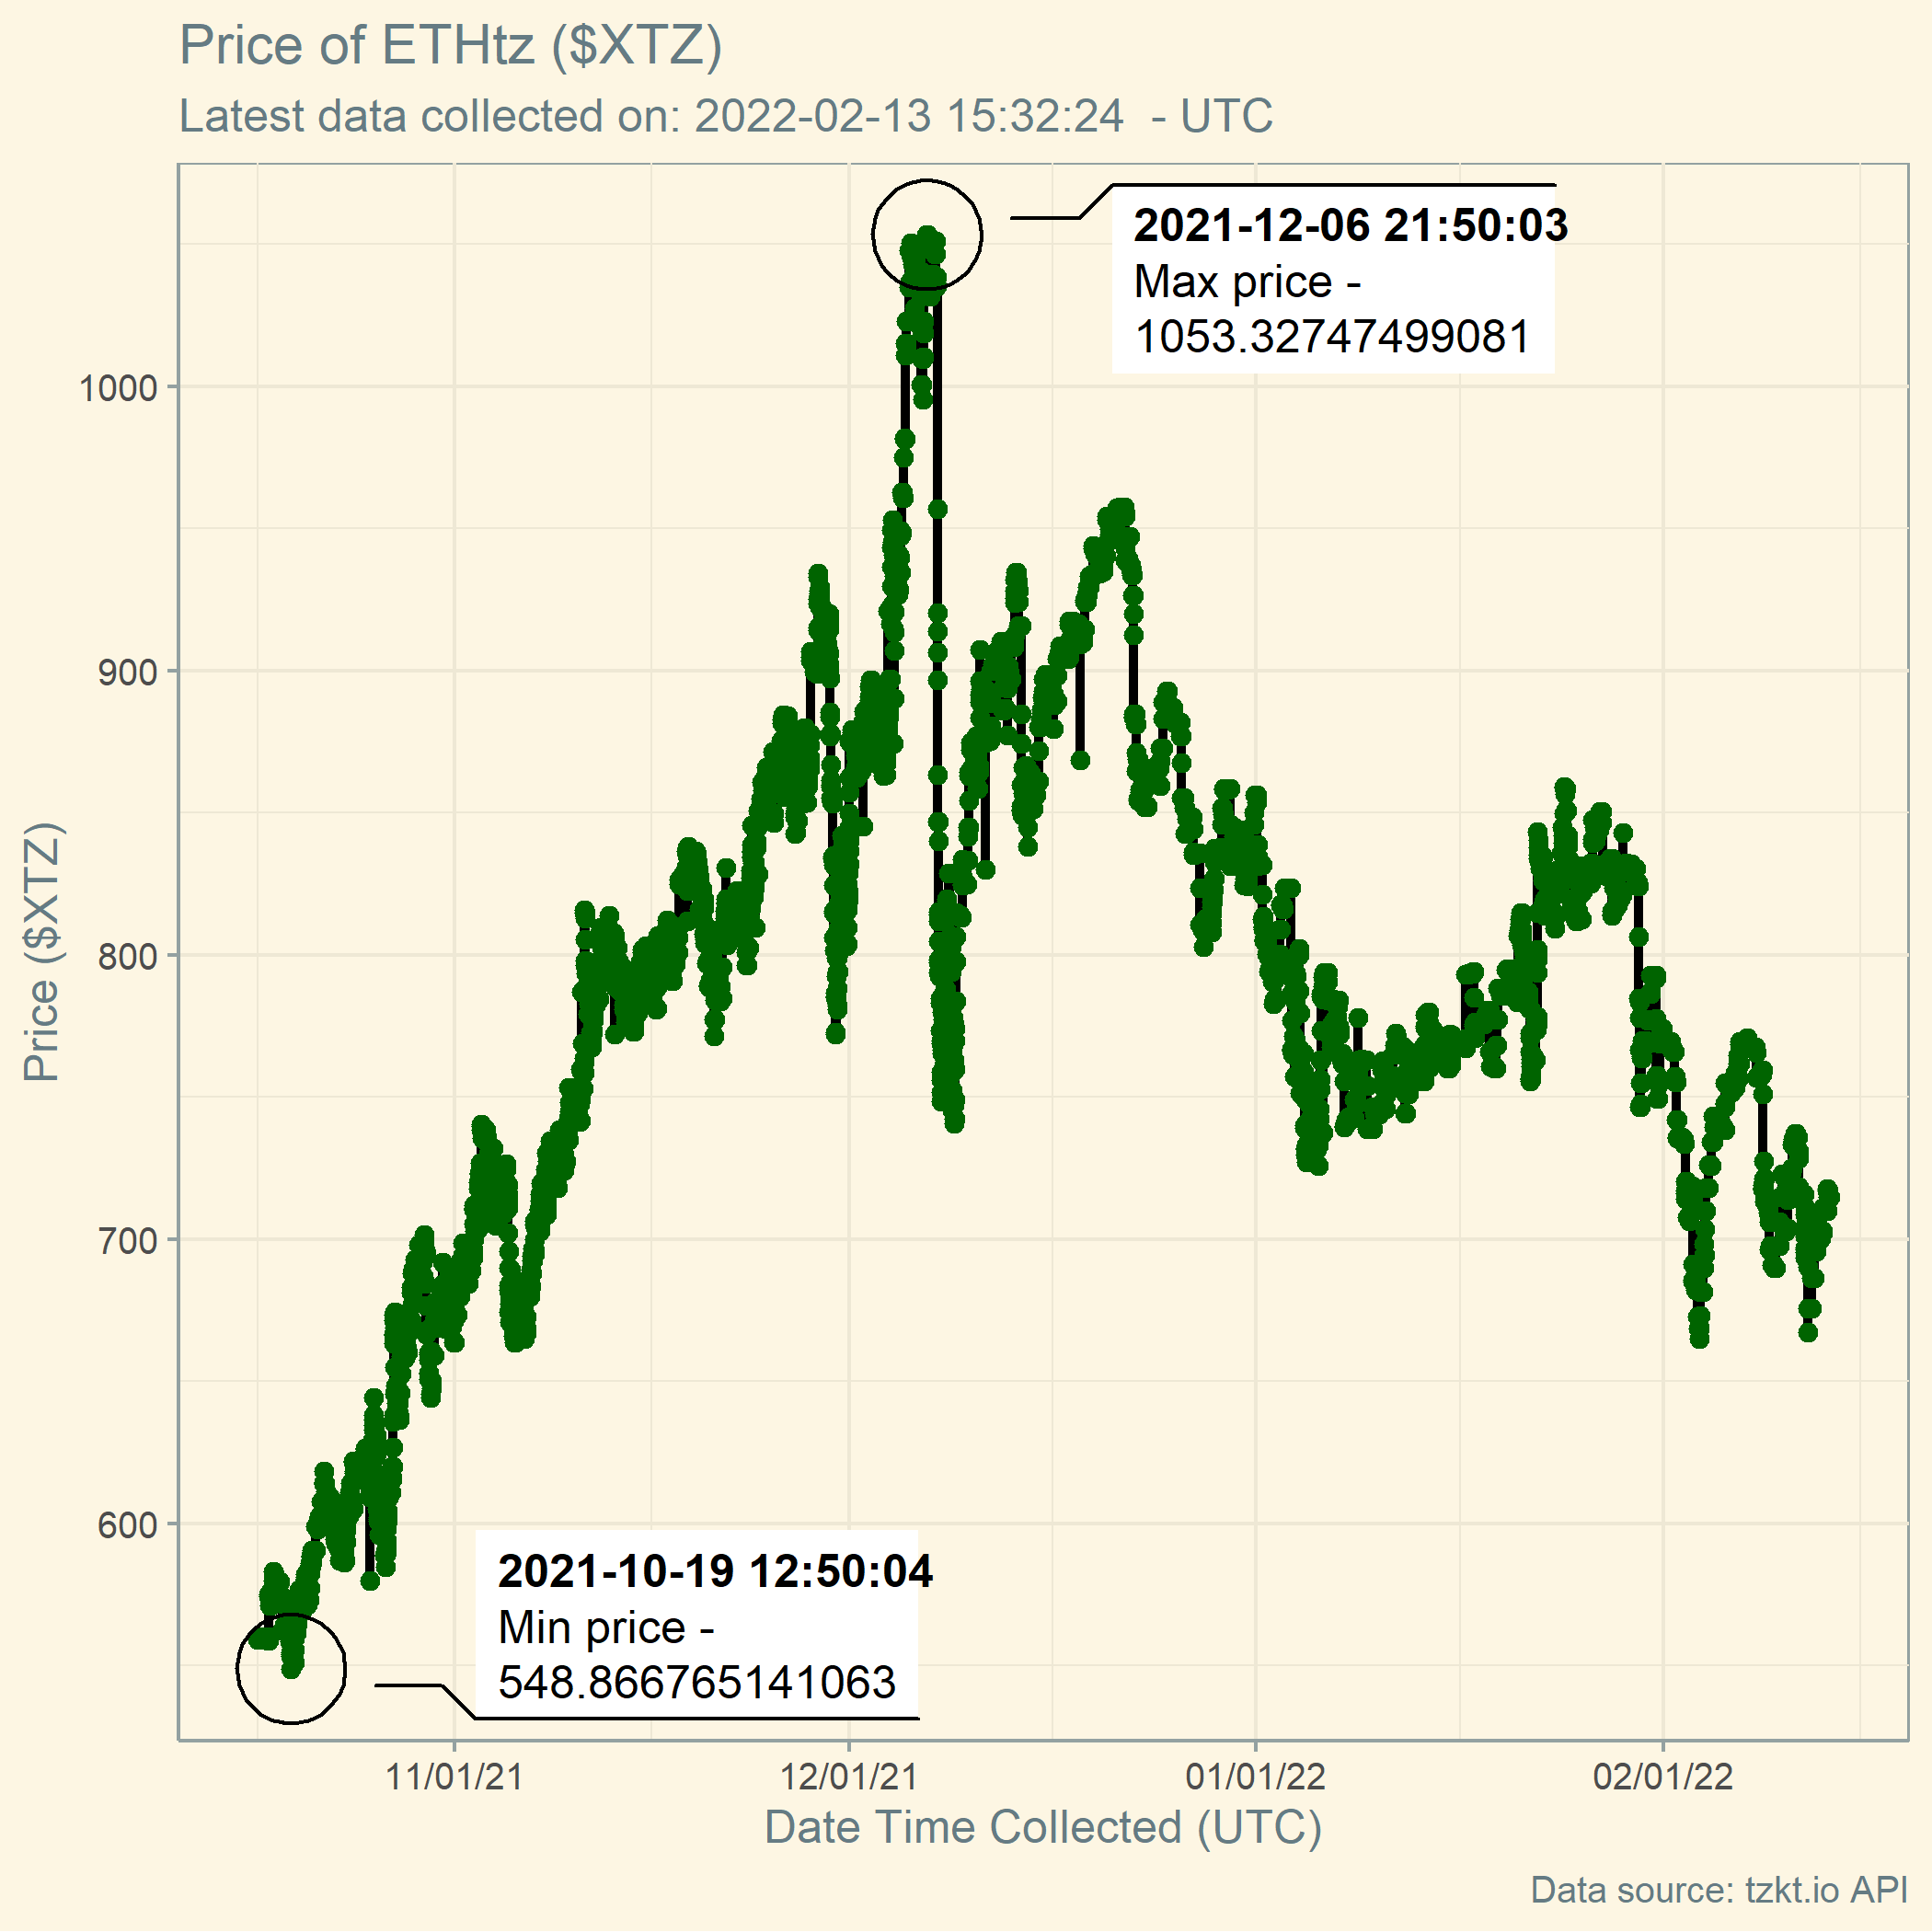 Price of ETHtz ($XTZ)
Latest data collected on: 2022-02-13 15:32:24  - UTC
2021-12-06 21:50:03
Max price -
1053.32747499081
1000
900
800
700
600
Price ($XTZ)
2021-10-19 12:50:04
Min price -
548.866765141063
11/01/21
12/01/21
01/01/22
02/01/22
Date Time Collected (UTC)
Data source: tzkt.io API